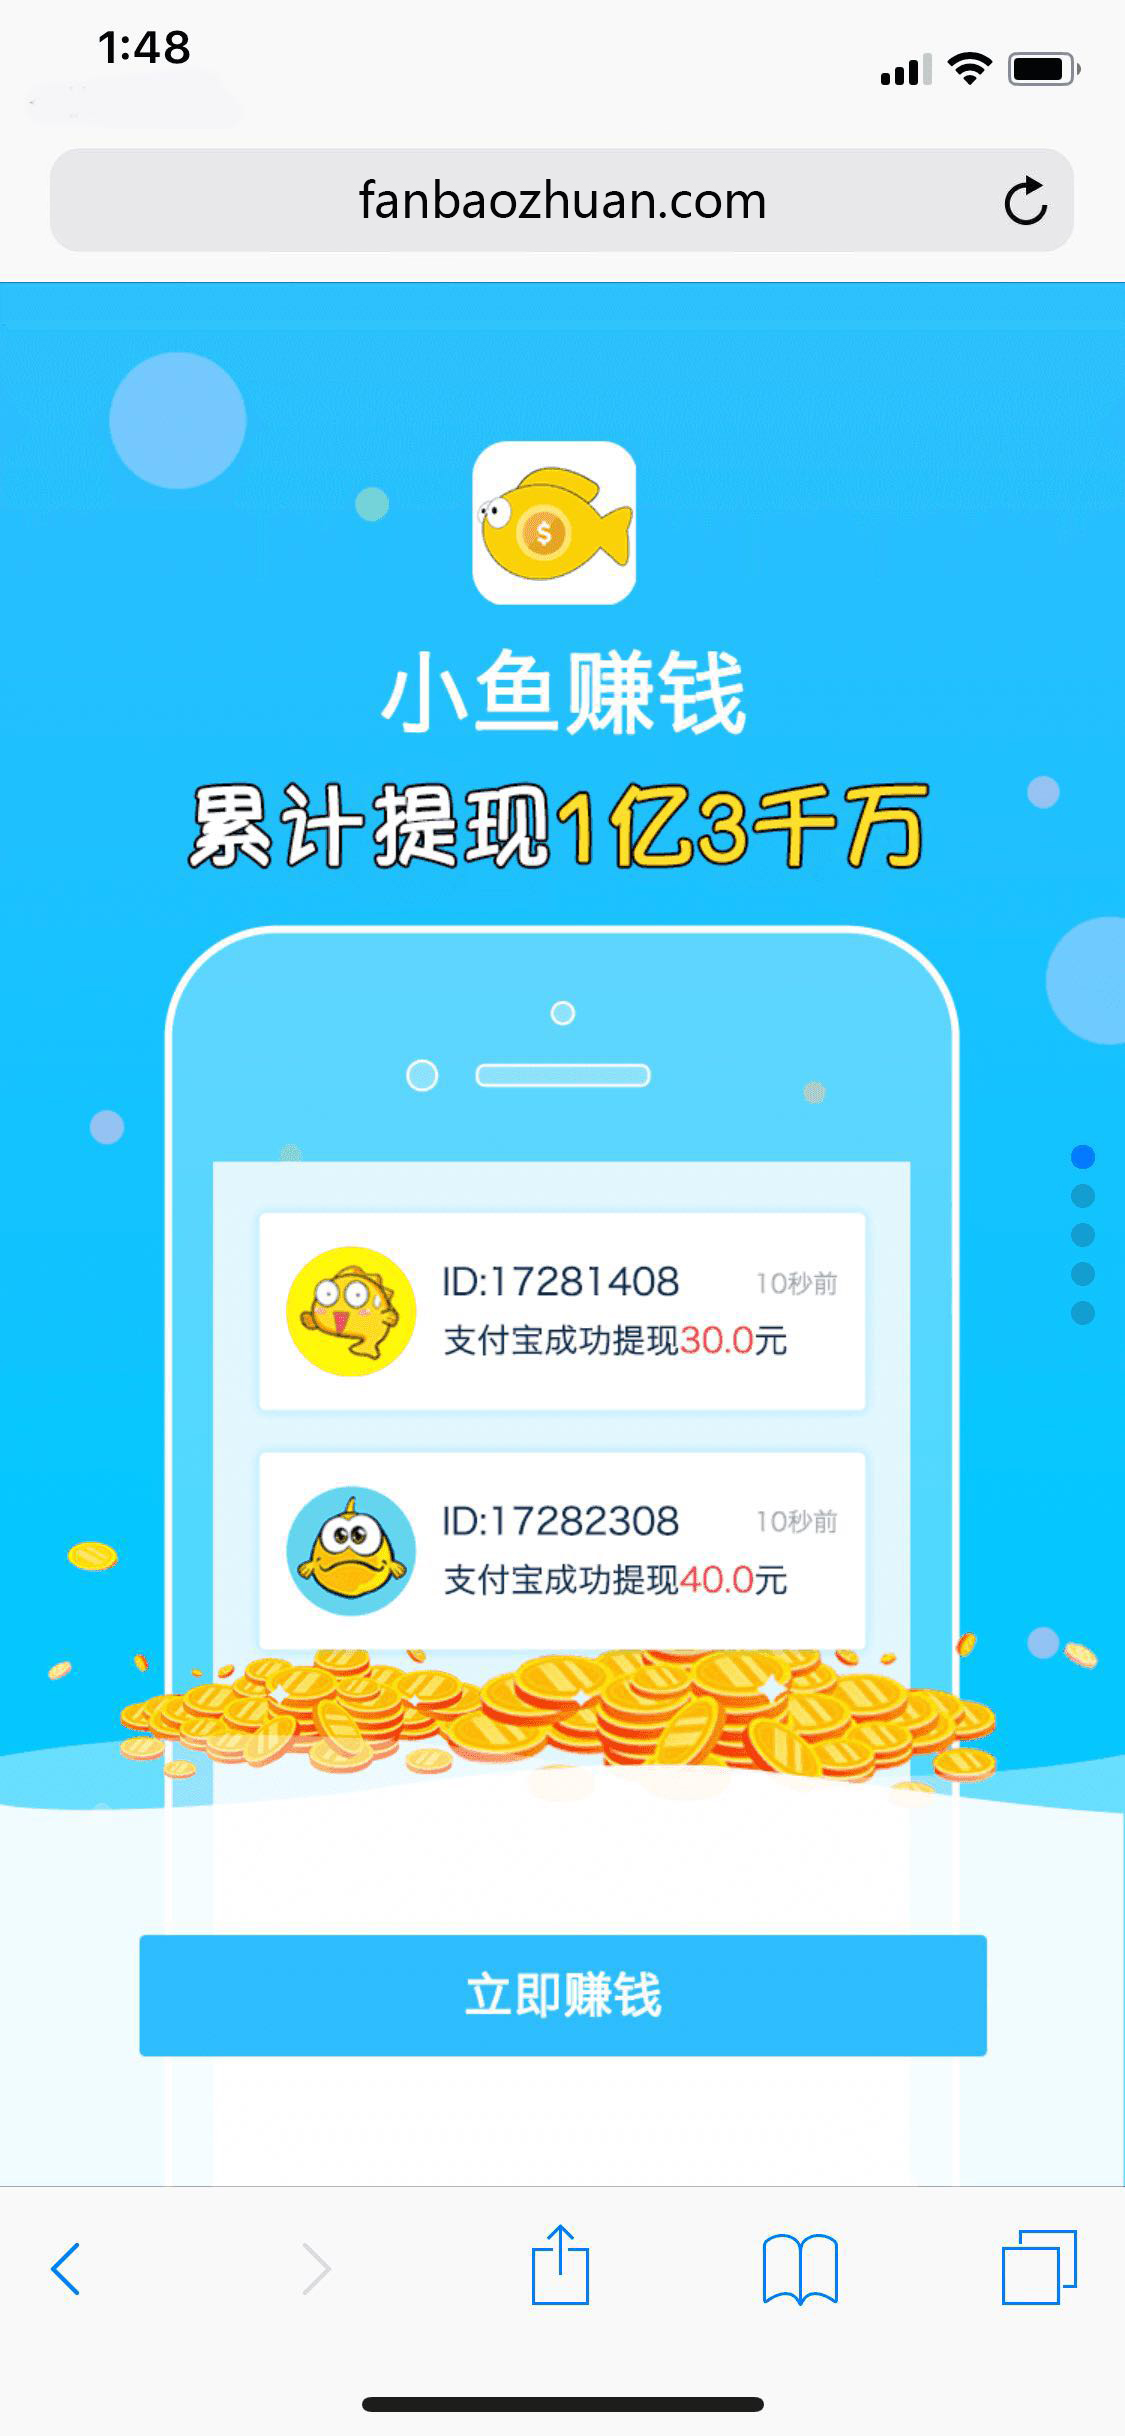 1:48
fanbaozhuan.com
$
小鱼赚钱
累计提现1亿3千万
ID:17281408
10秒前
支付宝成功提现30.0元
ID:17282308
10秒前
支付宝成功提现40.0元
立即赚钱